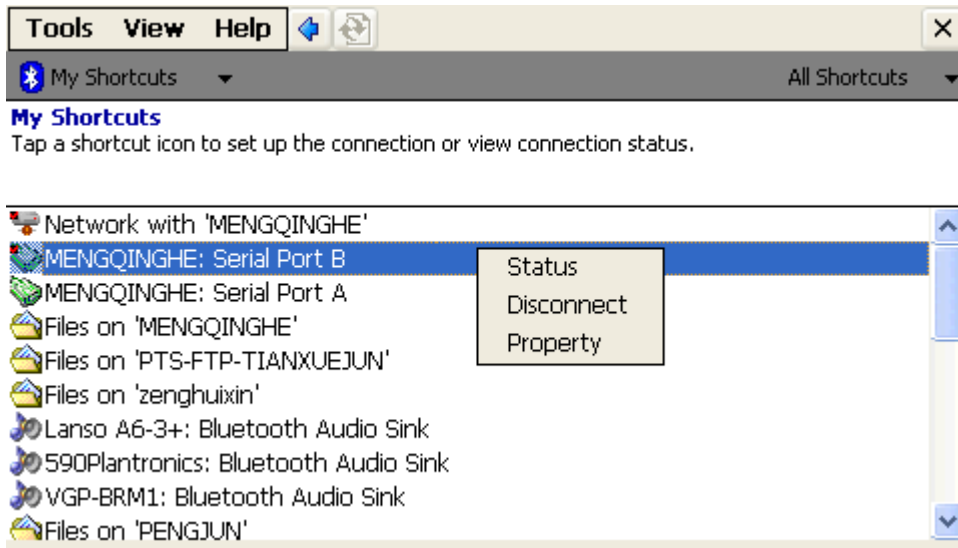 Tools View Help
My Shortcuts All Shortcuts
My Shortcuts
Tap a shortcut icon to set up the connection or view connection status.
Network with 'MENGQINGHE'
MENGQINGHE: Serial Port B
MENGQINGHE: Serial Port A
Files on 'MENGQINGHE'
Files on 'PTS-FTP-TIANXUEJUN'
Files on 'zenghuixin'
Lanso A6-3+: Bluetooth Audio Sink
590Plantronics: Bluetooth Audio Sink
VGP-BRM1: Bluetooth Audio Sink
Files on 'PENGJUN'
Status
Disconnect
Property